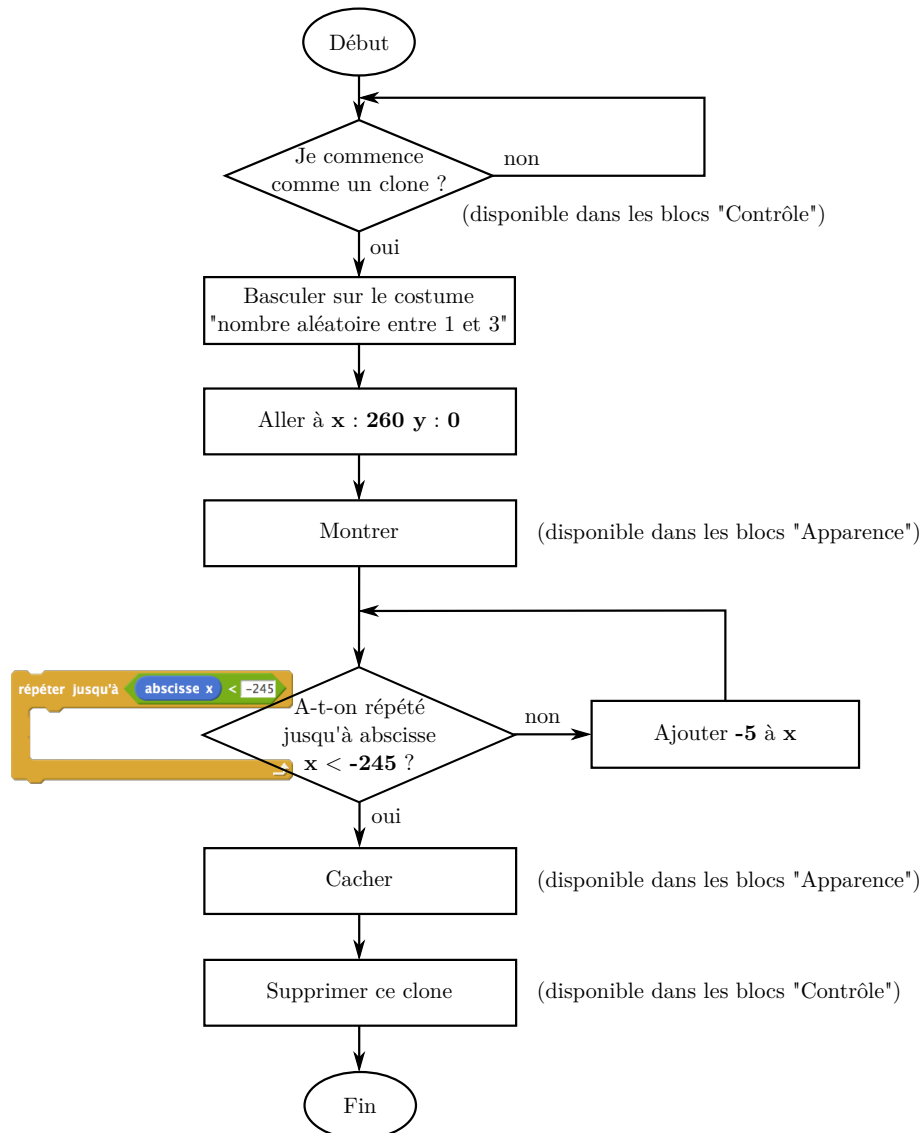 Début
Je commence
comme un clone ?
non
(disponible dans les blocs "Contrôle")
oui
Basculer sur le costume
"nombre aléatoire entre 1 et 3"
Aller à x : 260 y : 0
Montrer
(disponible dans les blocs "Apparence")
répéter jusqu'à abscisse x < -245
A-t-on répété
jusqu'à abscisse
x < -245 ?
non
Ajouter -5 à x
oui
Cacher
(disponible dans les blocs "Apparence")
Supprimer ce clone
(disponible dans les blocs "Contrôle")
Fin